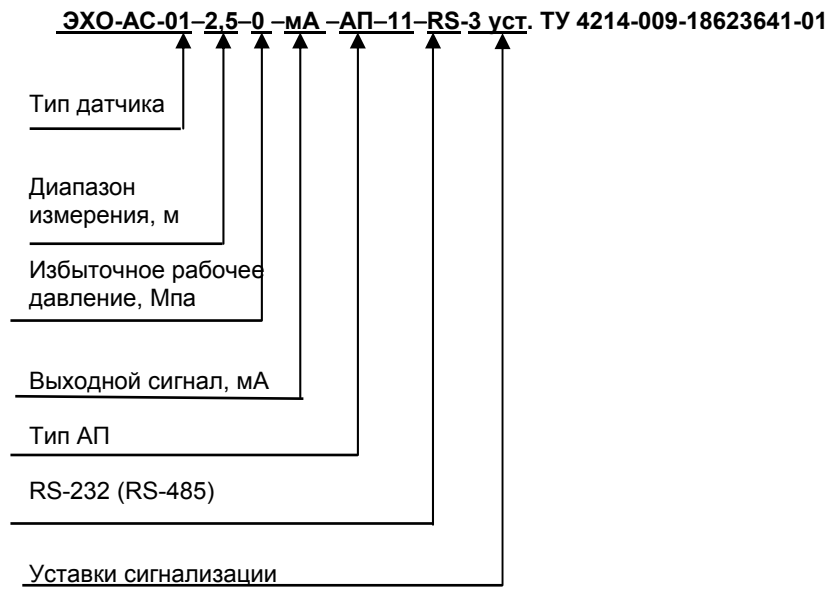 ЭХО-АС-01–2,5–0 –мА –АП–11–RS-3 уст. ТУ 4214-009-18623641-01
Тип датчика
Диапазон
измерения, м
Избыточное рабочее
давление, Мпа
Выходной сигнал, мА
Тип АП
RS-232 (RS-485)
Уставки сигнализации